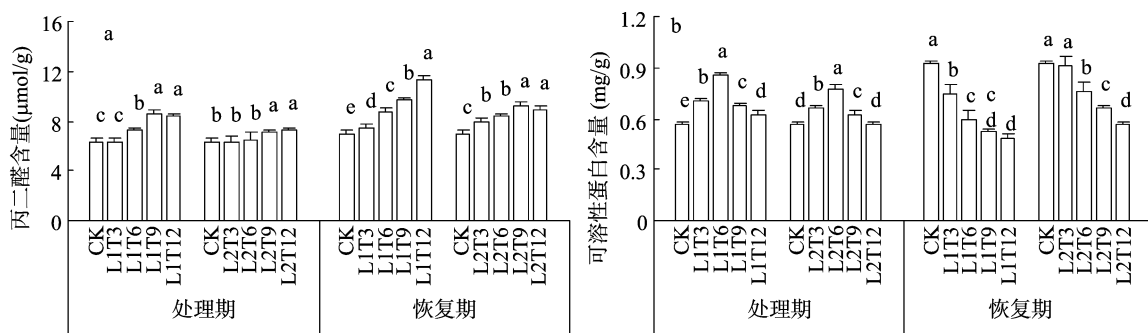 丙二醛含量(μmol/g)
16
12
8
4
0
a
c c b a a
b b b a a
e d c b a
c b b a a
CK L1T3 L1T6 L1T9 L1T12
CK L2T3 L2T6 L2T9 L2T12
CK L1T3 L1T6 L1T9 L1T12
CK L2T3 L2T6 L2T9 L2T12
处理期 恢复期
可溶性蛋白含量 (mg/g)
1.2
0.9
0.6
0.3
0
b
e b a c d
d b a c d
a b c c d d
a a b c d
CK L1T3 L1T6 L1T9 L1T12
CK L2T3 L2T6 L2T9 L2T12
CK L1T3 L1T6 L1T9 L1T12
CK L2T3 L2T6 L2T9 L2T12
处理期 恢复期